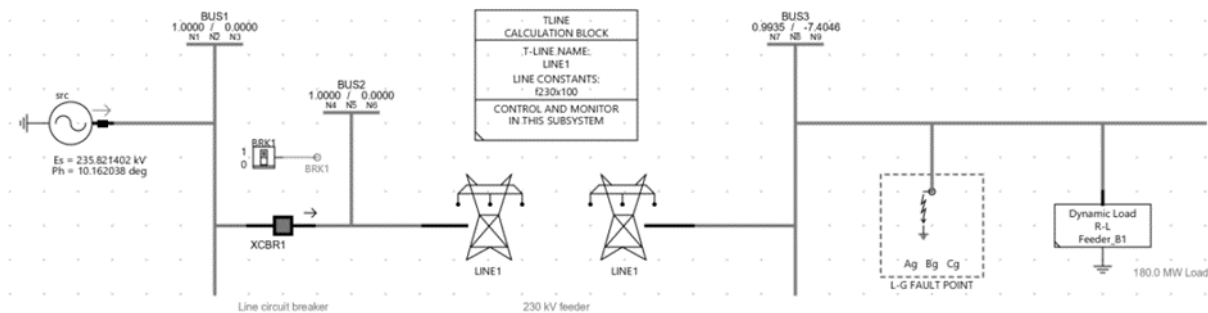 BUS1
1.0000 / 0.0000
N1 N2 N3
src
Es = 235.821402 kV
Ph = 10.162038 deg
BRK1
1
0
BRK1
BUS2
1.0000 / 0.0000
N4 N5 N6
XCBR1
Line circuit breaker
TLINE
CALCULATION BLOCK
T-LINE NAME:
LINE1
LINE CONSTANTS:
f230x100
CONTROL AND MONITOR
IN THIS SUBSYSTEM
LINE1
LINE1
230 kV feeder
BUS3
0.9935 / -7.4046
N7 N8 N9
Ag Bg Cg
L-G FAULT POINT
Dynamic Load
R-L
Feeder_B1
180.0 MW Load